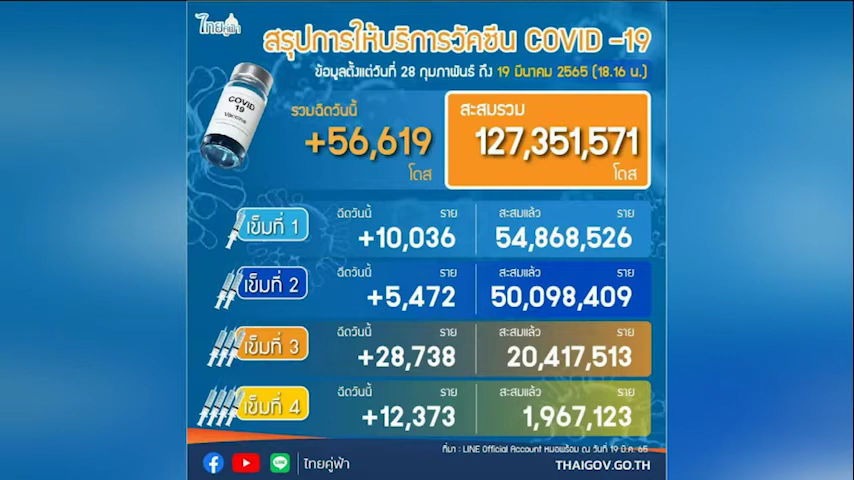 ไทยคู่ฟ้า
สรุปการให้บริการวัคซีน COVID -19
ข้อมูลตั้งแต่วันที่ 28 กุมภาพันธ์ ถึง 19 มีนาคม 2565 (18.16 น.)
COVID
19
Vaccine
รวมฉีดวันนี้
+56,619
โดส
สะสมรวม
127,351,571
โดส
เข็มที่ 1
ฉีดวันนี้ ราย
+10,036
สะสมแล้ว ราย
54,868,526
เข็มที่ 2
ฉีดวันนี้ ราย
+5,472
สะสมแล้ว ราย
50,098,409
เข็มที่ 3
ฉีดวันนี้ ราย
+28,738
สะสมแล้ว ราย
20,417,513
เข็มที่ 4
ฉีดวันนี้ ราย
+12,373
สะสมแล้ว ราย
1,967,123
ที่มา : LINE Official Account หมอพร้อม ณ วันที่ 19 มี.ค. 65
LINE
ไทยคู่ฟ้า
THAIGOV.GO.TH